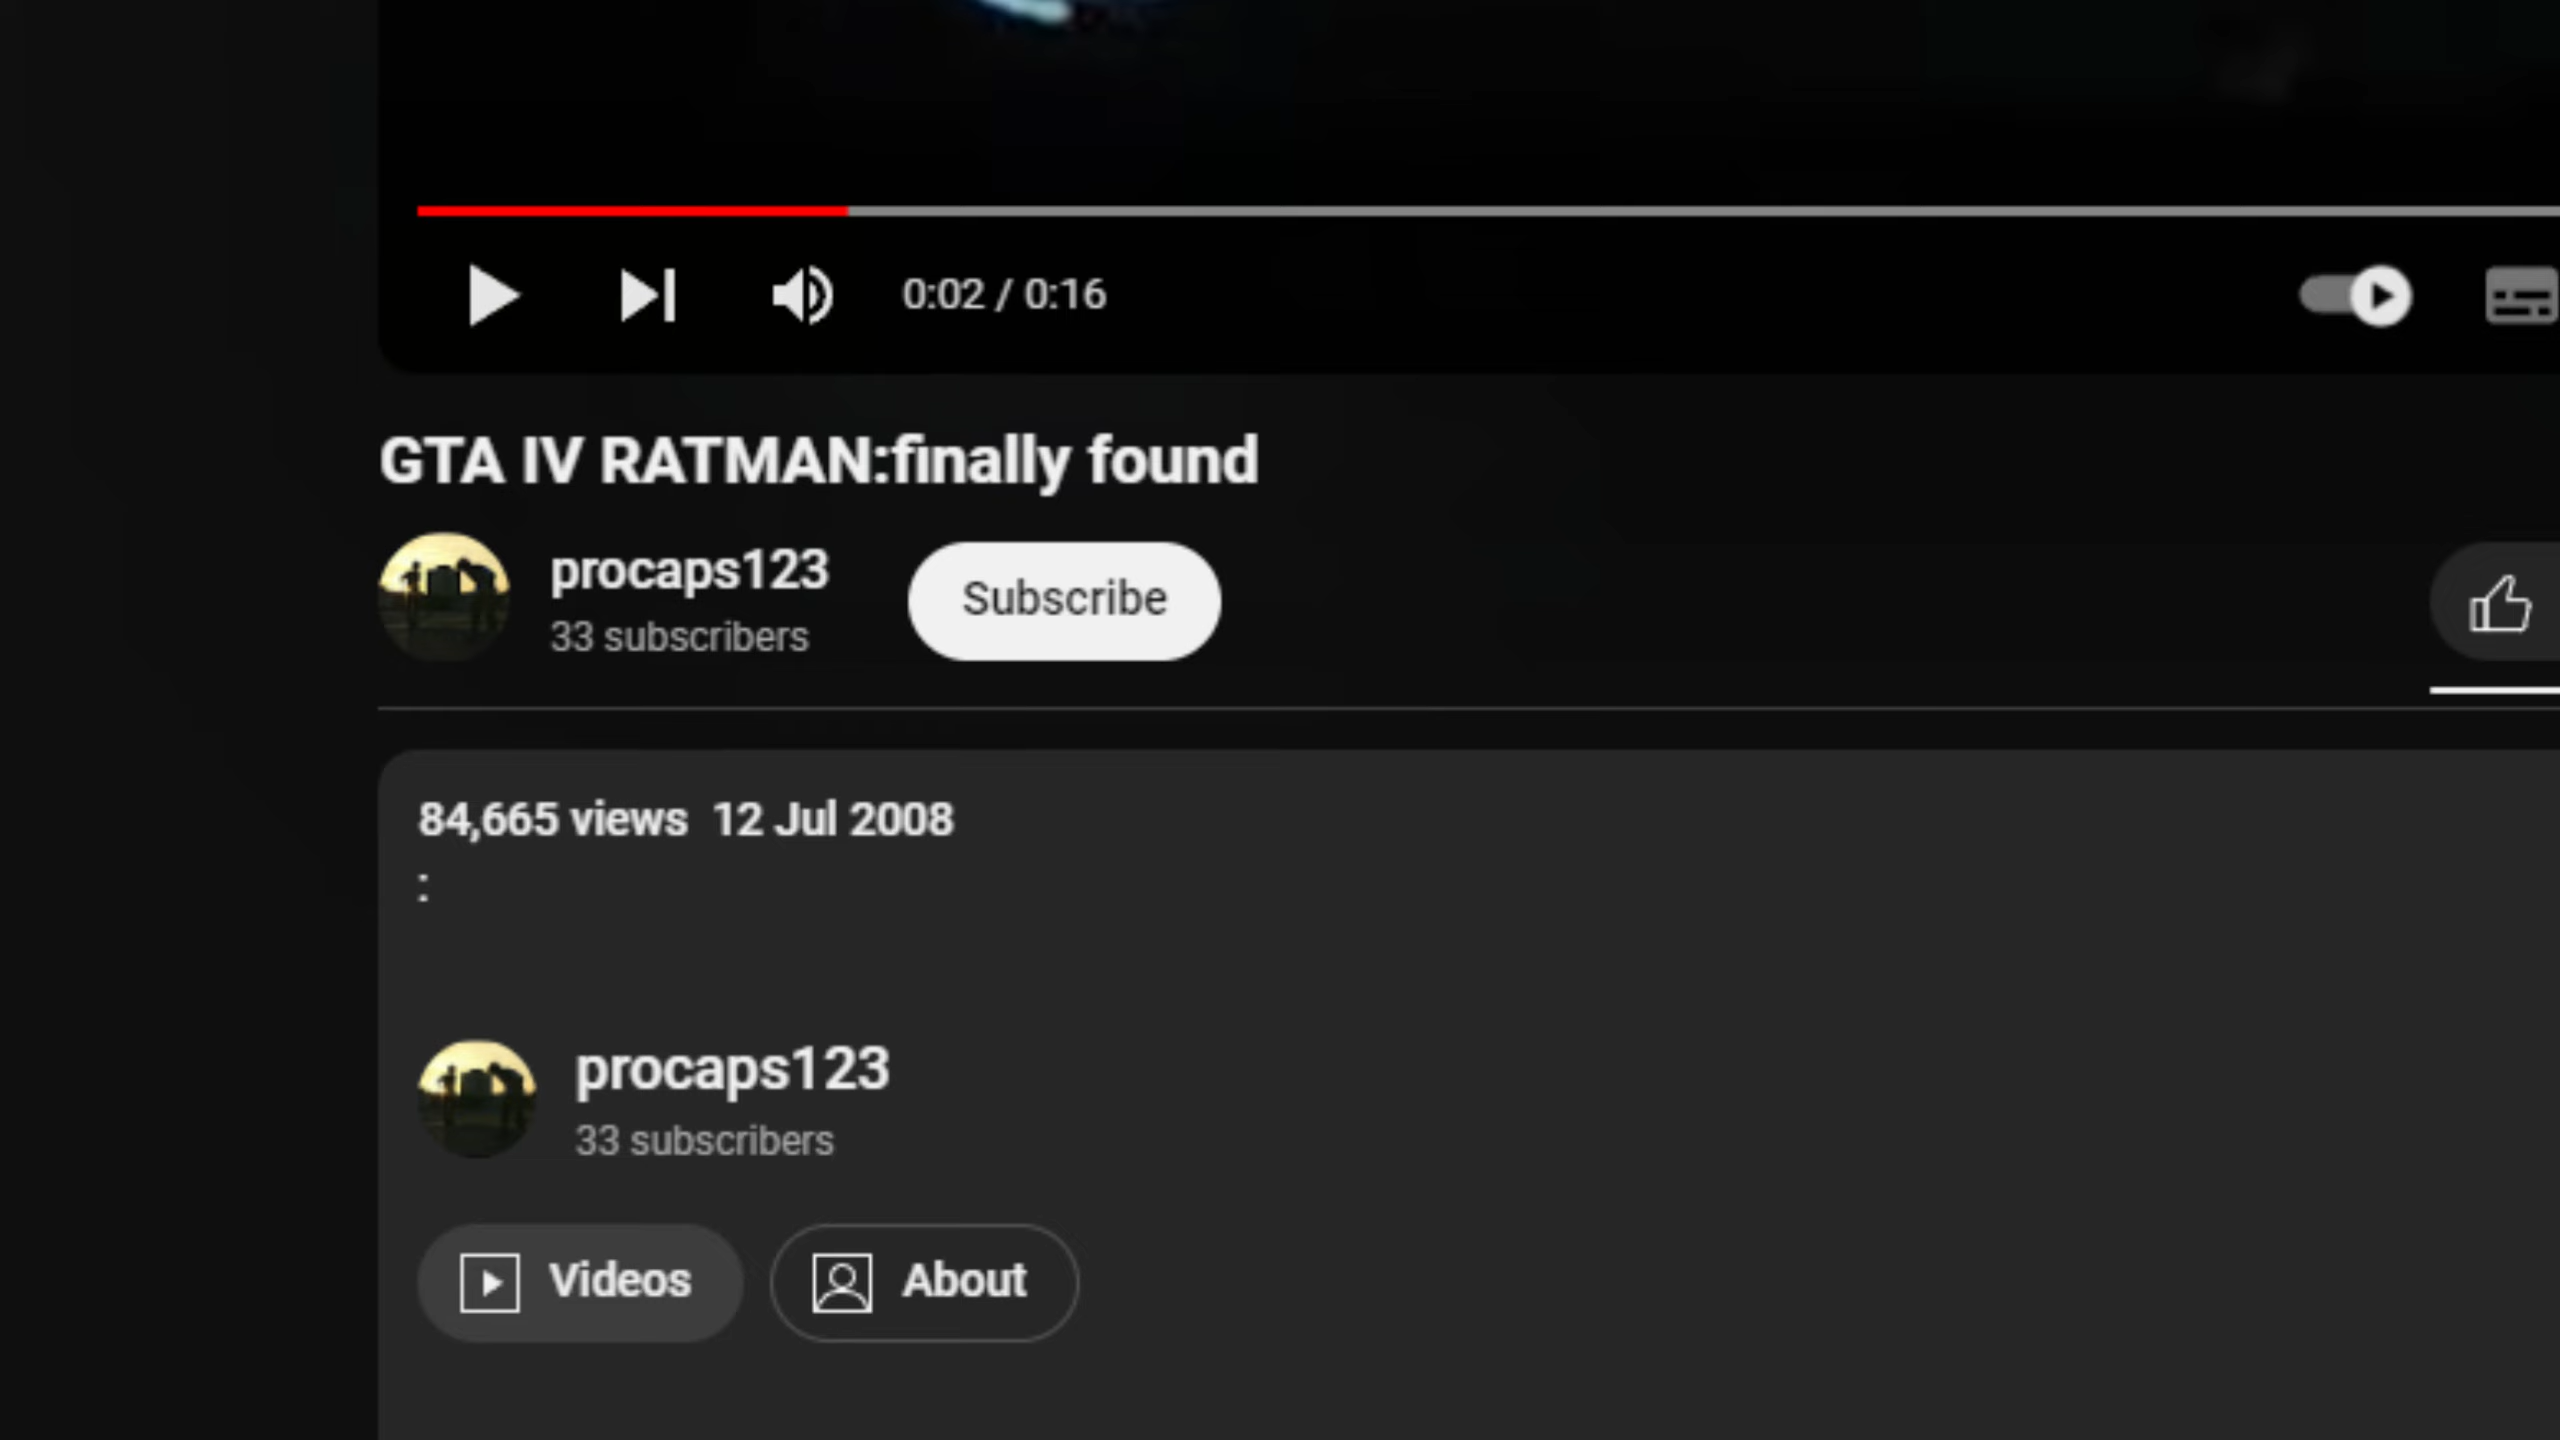 0:02 / 0:16
GTA IV RATMAN:finally found
procaps123
33 subscribers
Subscribe
84,665 views 12 Jul 2008
:
procaps123
33 subscribers
Videos
About